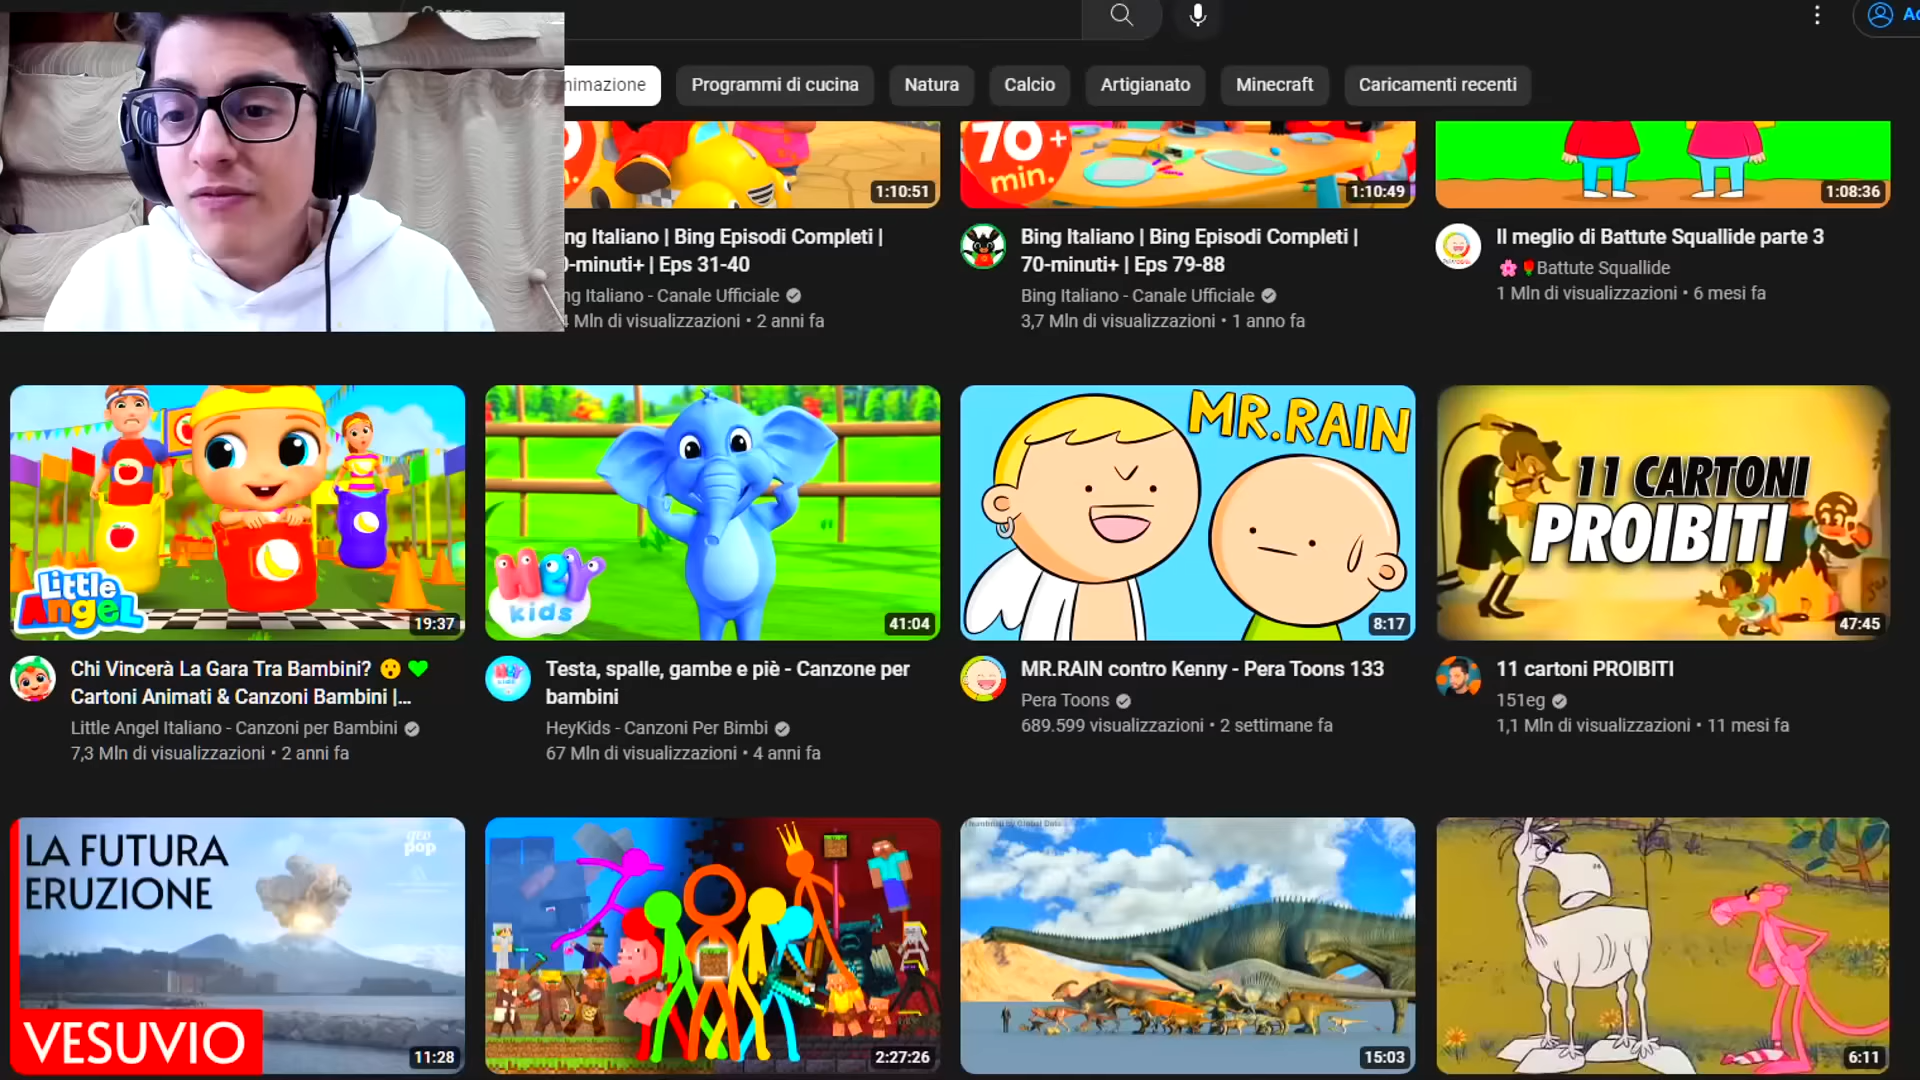 Cerca
Ac
nimazione
Programmi di cucina
Natura
Calcio
Artigianato
Minecraft
Caricamenti recenti
1:10:51
70+
min.
1:10:49
1:08:36
ng Italiano | Bing Episodi Completi |
0-minuti+ | Eps 31-40
ng Italiano - Canale Ufficiale
4 Mln di visualizzazioni • 2 anni fa
Bing Italiano | Bing Episodi Completi |
70-minuti+ | Eps 79-88
Bing Italiano - Canale Ufficiale
3,7 Mln di visualizzazioni • 1 anno fa
Il meglio di Battute Squallide parte 3
🌸🌹Battute Squallide
1 Mln di visualizzazioni • 6 mesi fa
Little
Angel
19:37
HEY
kids
41:04
MR.RAIN
8:17
11 CARTONI
PROIBITI
47:45
Chi Vincerà La Gara Tra Bambini? 😮 💚
Cartoni Animati & Canzoni Bambini |...
Little Angel Italiano - Canzoni per Bambini
7,3 Mln di visualizzazioni • 2 anni fa
Testa, spalle, gambe e piè - Canzone per
bambini
HeyKids - Canzoni Per Bimbi
67 Mln di visualizzazioni • 4 anni fa
MR.RAIN contro Kenny - Pera Toons 133
Pera Toons
689.599 visualizzazioni • 2 settimane fa
11 cartoni PROIBITI
151eg
1,1 Mln di visualizzazioni • 11 mesi fa
LA FUTURA
ERUZIONE
geo
pop
VESUVIO
11:28
2:27:26
15:03
6:11